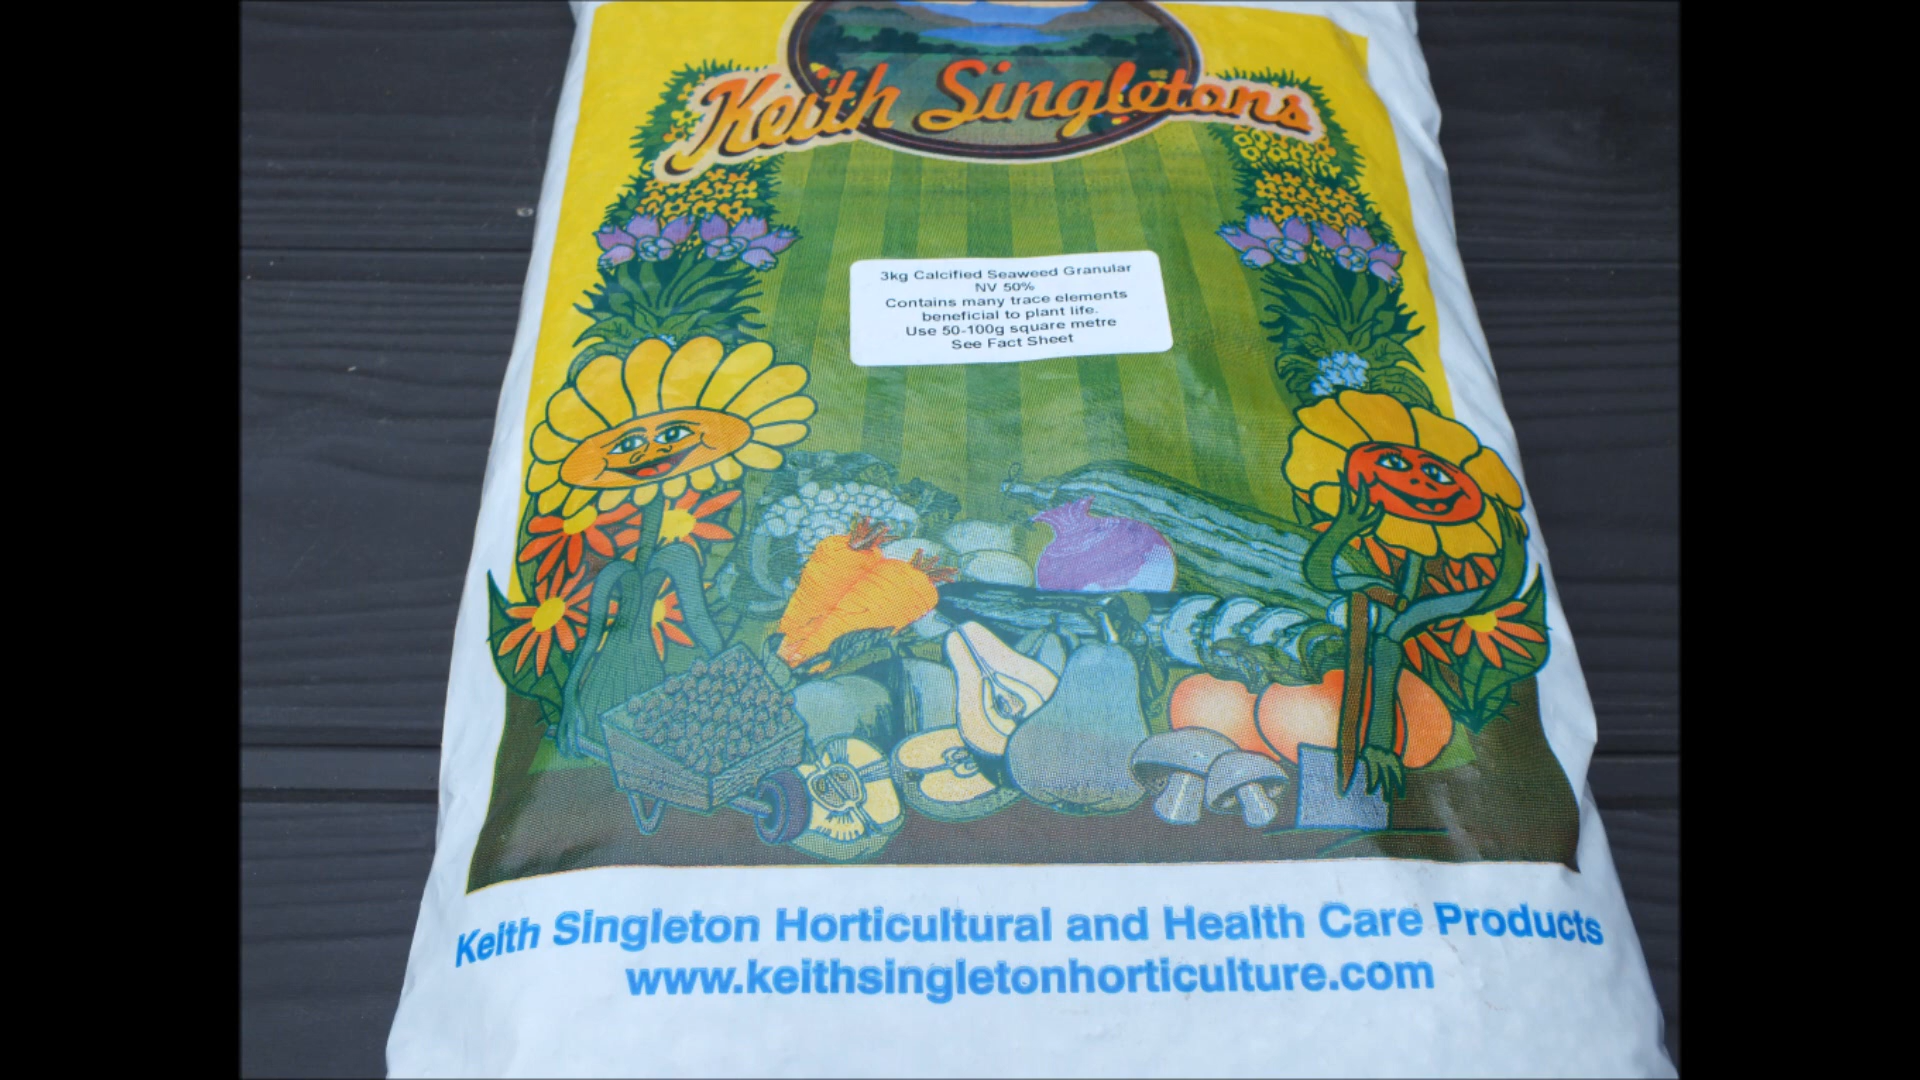 Keith Singletons
3kg Calcified Seaweed Granular
NV 50%
Contains many trace elements
beneficial to plant life.
Use 50-100g square metre
See Fact Sheet
Keith Singleton Horticultural and Health Care Products
www.keithsingletonhorticulture.com